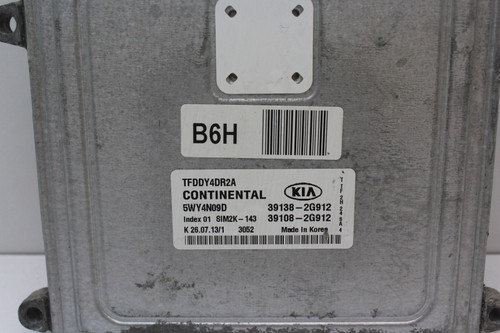 B6H
TFDDY4DR2A
CONTINENTAL KIA
5WY4N09D 39138-2G912
Index 01 SIM2K-143 39108-2G912
K 26.07.13/1 3052 Made in Korea